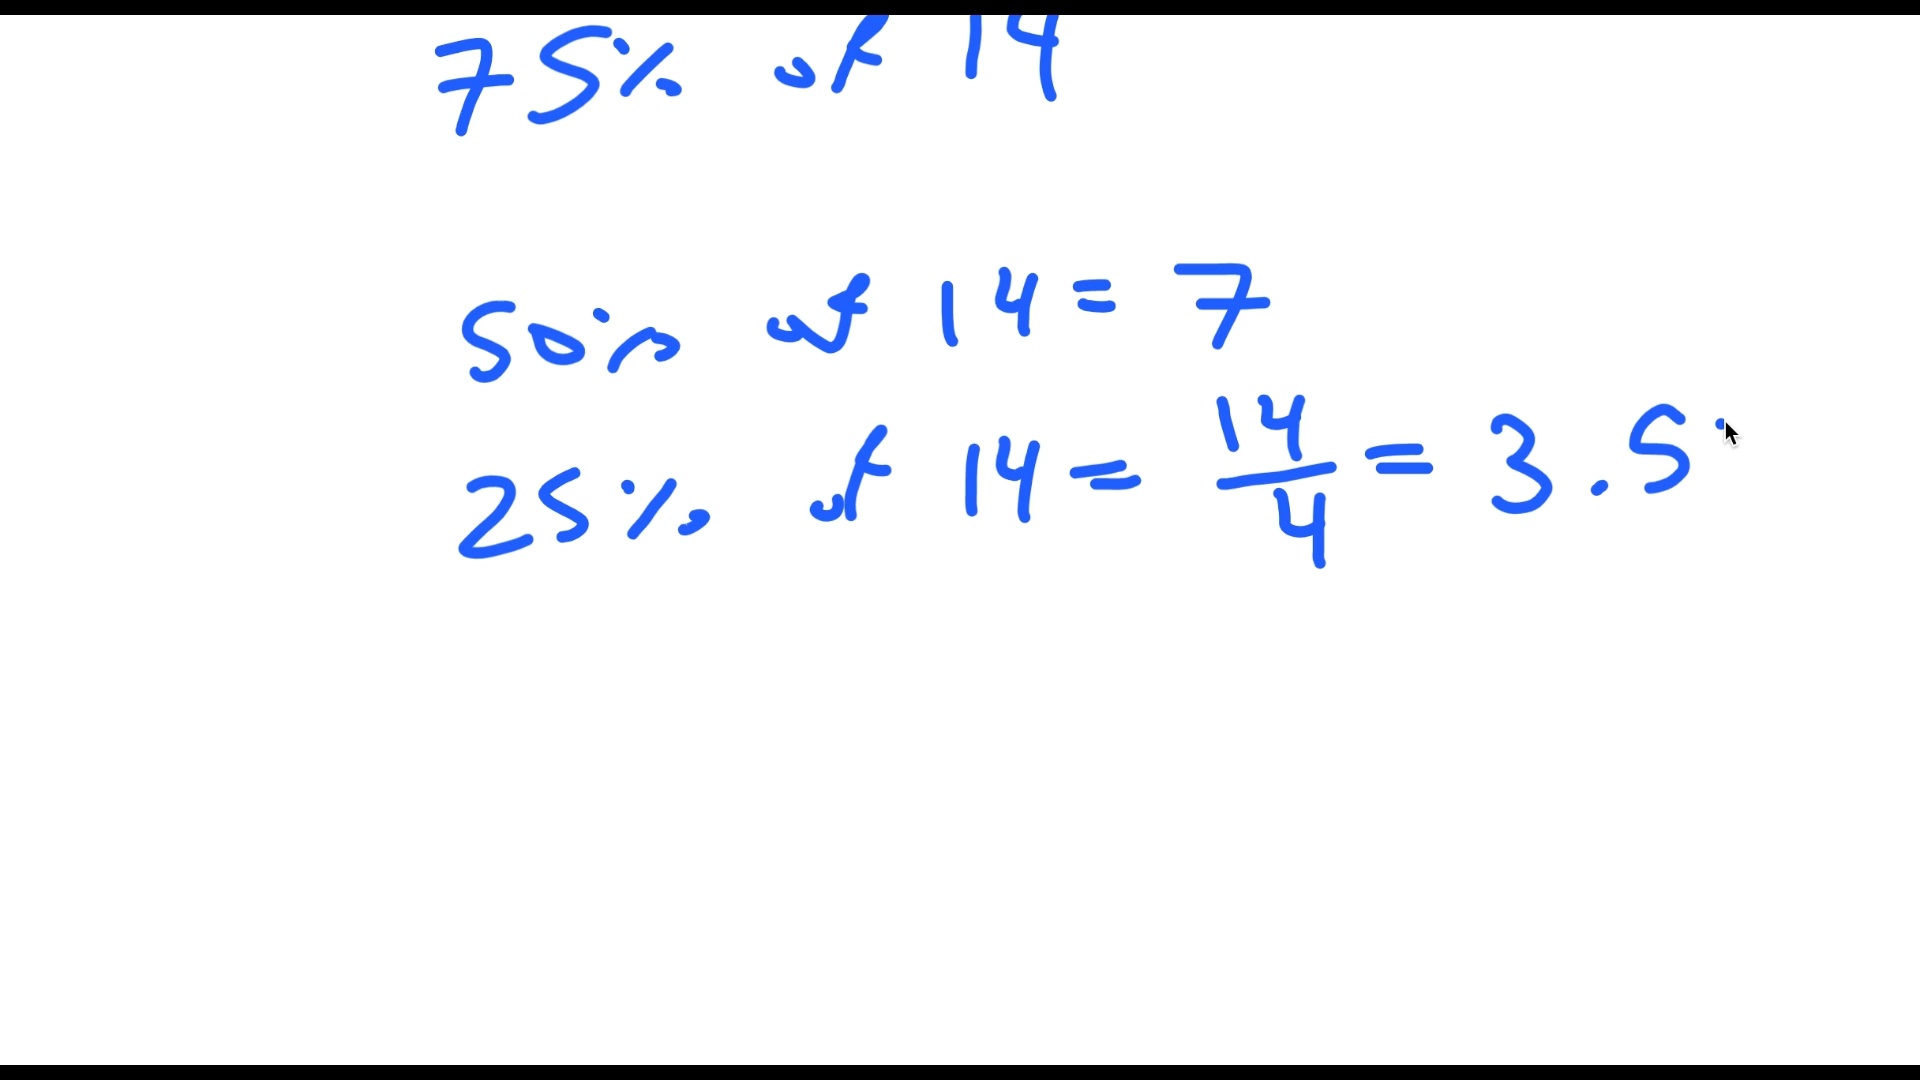 75% of 14
50% of 14 = 7
25% of 14 = 14/4 = 3.5